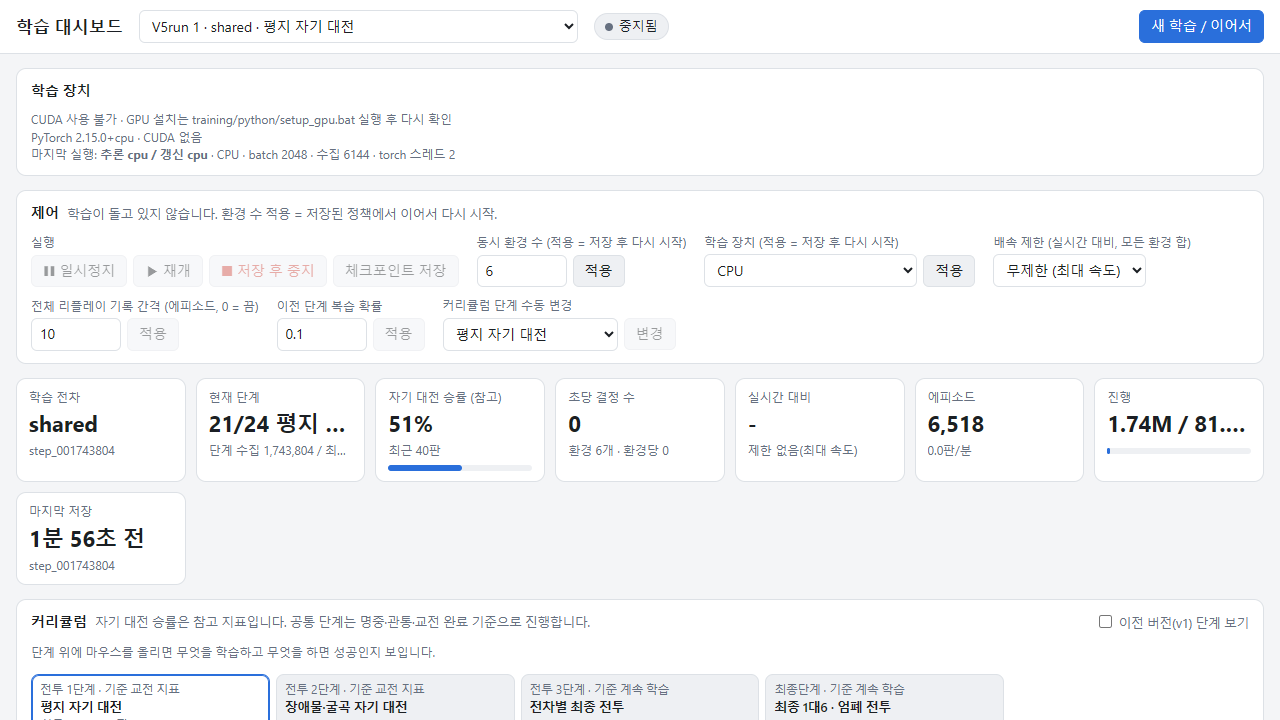 학습 대시보드
V5run 1 · shared · 평지 자기 대전
중지됨
새 학습 / 이어서
학습 장치
CUDA 사용 불가 · GPU 설치는 training/python/setup_gpu.bat 실행 후 다시 확인
PyTorch 2.15.0+cpu · CUDA 없음
마지막 실행: 추론 cpu / 갱신 cpu · CPU · batch 2048 · 수집 6144 · torch 스레드 2
제어 학습이 돌고 있지 않습니다. 환경 수 적용 = 저장된 정책에서 이어서 다시 시작.
실행
일시정지
재개
저장 후 중지
체크포인트 저장
동시 환경 수 (적용 = 저장 후 다시 시작)
6
적용
학습 장치 (적용 = 저장 후 다시 시작)
CPU
적용
배속 제한 (실시간 대비, 모든 환경 합)
무제한 (최대 속도)
전체 리플레이 기록 간격 (에피소드, 0 = 끔)
10
적용
이전 단계 복습 확률
0.1
적용
커리큘럼 단계 수동 변경
평지 자기 대전
변경
학습 전차
shared
step_001743804
현재 단계
21/24 평지 ...
단계 수집 1,743,804 / 최...
자기 대전 승률 (참고)
51%
최근 40판
초당 결정 수
0
환경 6개 · 환경당 0
실시간 대비
-
제한 없음(최대 속도)
에피소드
6,518
0.0판/분
진행
1.74M / 81....
마지막 저장
1분 56초 전
step_001743804
커리큘럼 자기 대전 승률은 참고 지표입니다. 공통 단계는 명중·관통·교전 완료 기준으로 진행합니다.
이전 버전(v1) 단계 보기
단계 위에 마우스를 올리면 무엇을 학습하고 무엇을 하면 성공인지 보입니다.
전투 1단계 · 기준 교전 지표
평지 자기 대전
전투 2단계 · 기준 교전 지표
장애물·굴곡 자기 대전
전투 3단계 · 기준 계속 학습
전차별 최종 전투
최종단계 · 기준 계속 학습
최종 1대6 · 엄폐 전투